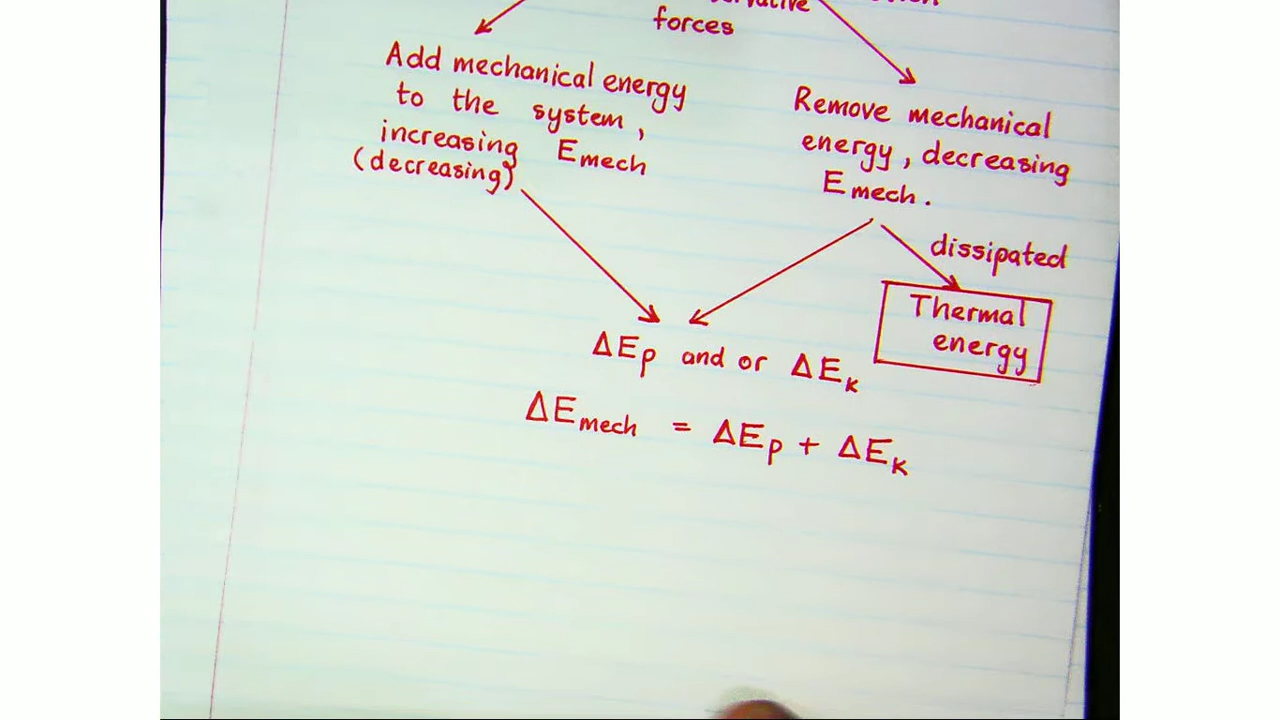 forces
Add mechanical energy
to the system,
increasing Emech
(decreasing)
Remove mechanical
energy, decreasing
Emech.
dissipated
Thermal
energy
ΔEp and or ΔEk
ΔEmech = ΔEp + ΔEk